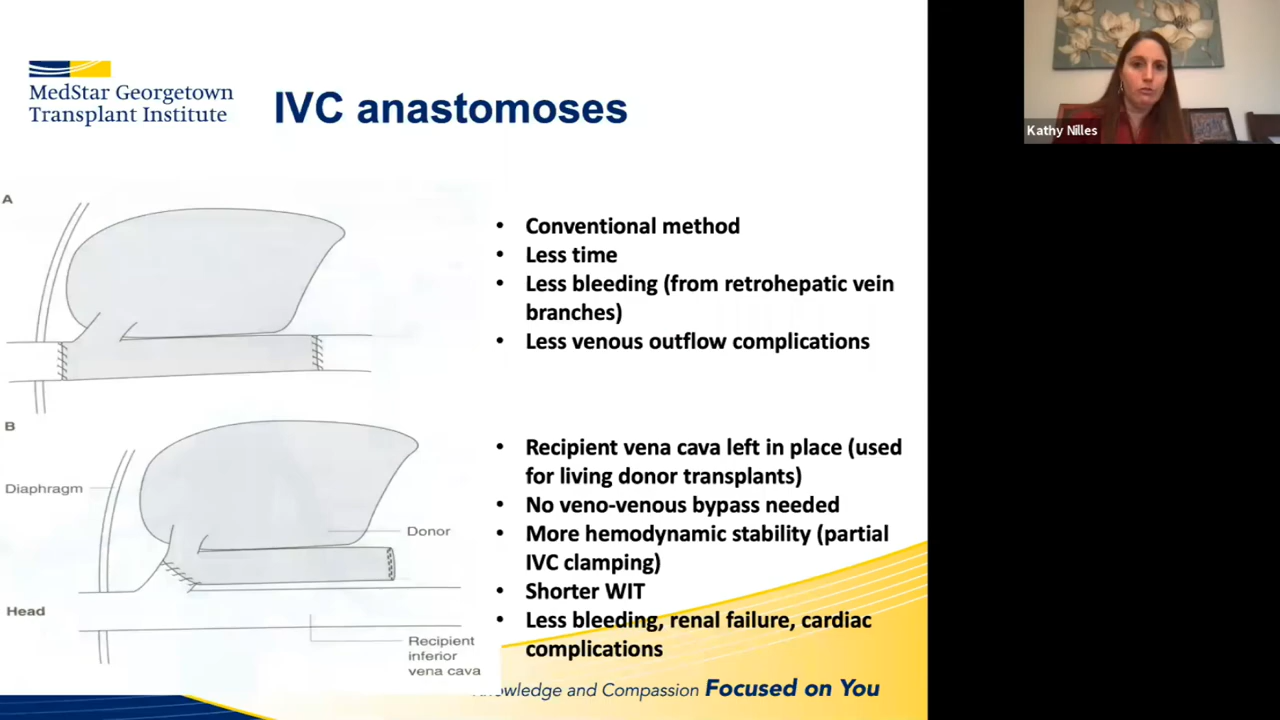 MedStar Georgetown
Transplant Institute
IVC anastomoses
Kathy Nilles
A
• Conventional method
• Less time
• Less bleeding (from retrohepatic vein
branches)
• Less venous outflow complications
B
Diaphragm
Donor
Head
Recipient
inferior
vena cava
• Recipient vena cava left in place (used
for living donor transplants)
• No veno-venous bypass needed
• More hemodynamic stability (partial
IVC clamping)
• Shorter WIT
• Less bleeding, renal failure, cardiac
complications
Knowledge and Compassion Focused on You